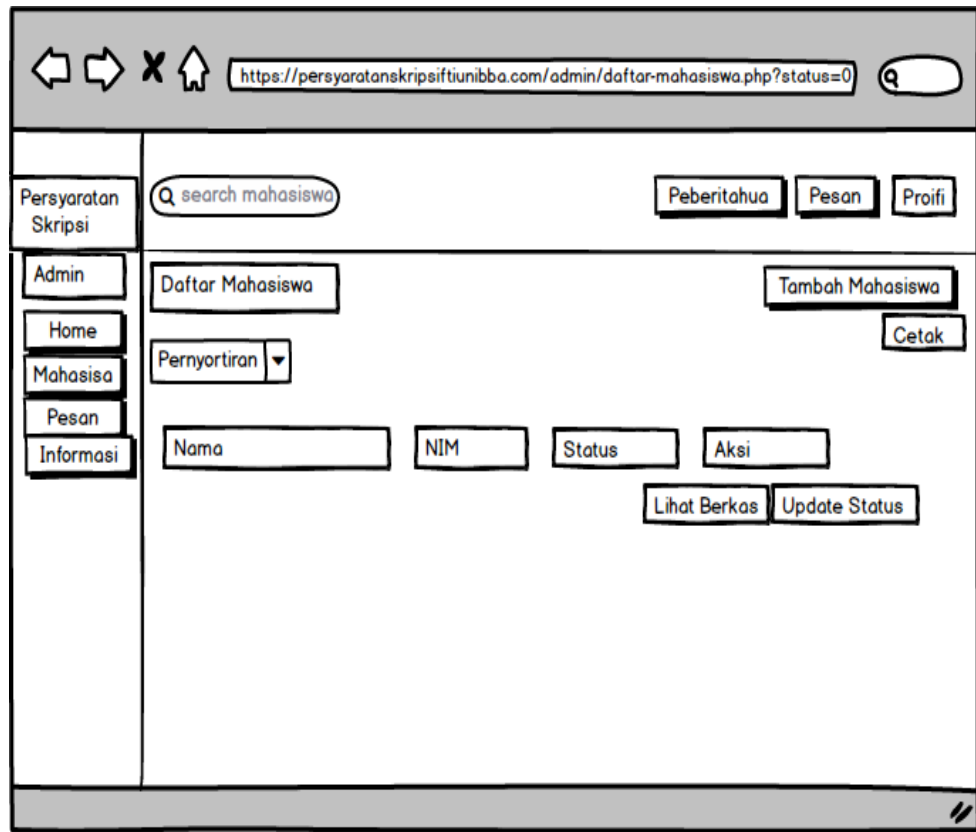 https://persyaratanskripsiftiunibba.com/admin/daftar-mahasiswa.php?status=0
Persyaratan
Skripsi
search mahasiswa
Peberitahua
Pesan
Proifi
Admin
Home
Mahasisa
Pesan
Informasi
Daftar Mahasiswa
Tambah Mahasiswa
Cetak
Pernyortiran
Nama
NIM
Status
Aksi
Lihat Berkas
Update Status